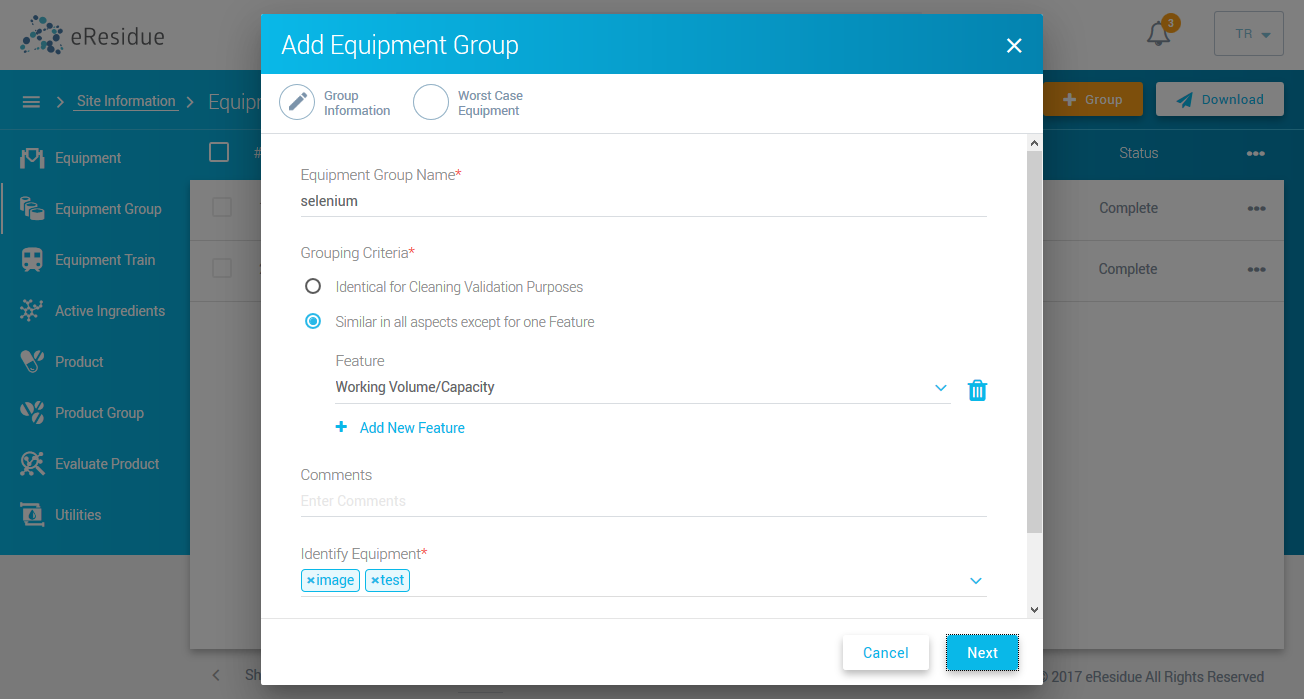 eResidue
3
TR
Add Equipment Group
Site Information
Group
Download
Group
Information
Worst Case
Equipment
#
Status
Equipment
Equipment Group
Equipment Train
Active Ingredients
Product
Product Group
Evaluate Product
Utilities
Equipment Group Name*
selenium
Grouping Criteria*
Identical for Cleaning Validation Purposes
Similar in all aspects except for one Feature
Feature
Working Volume/Capacity
Add New Feature
Comments
Enter Comments
Identify Equipment*
×image ×test
Complete
Complete
Cancel
Next
2017 eResidue All Rights Reserved